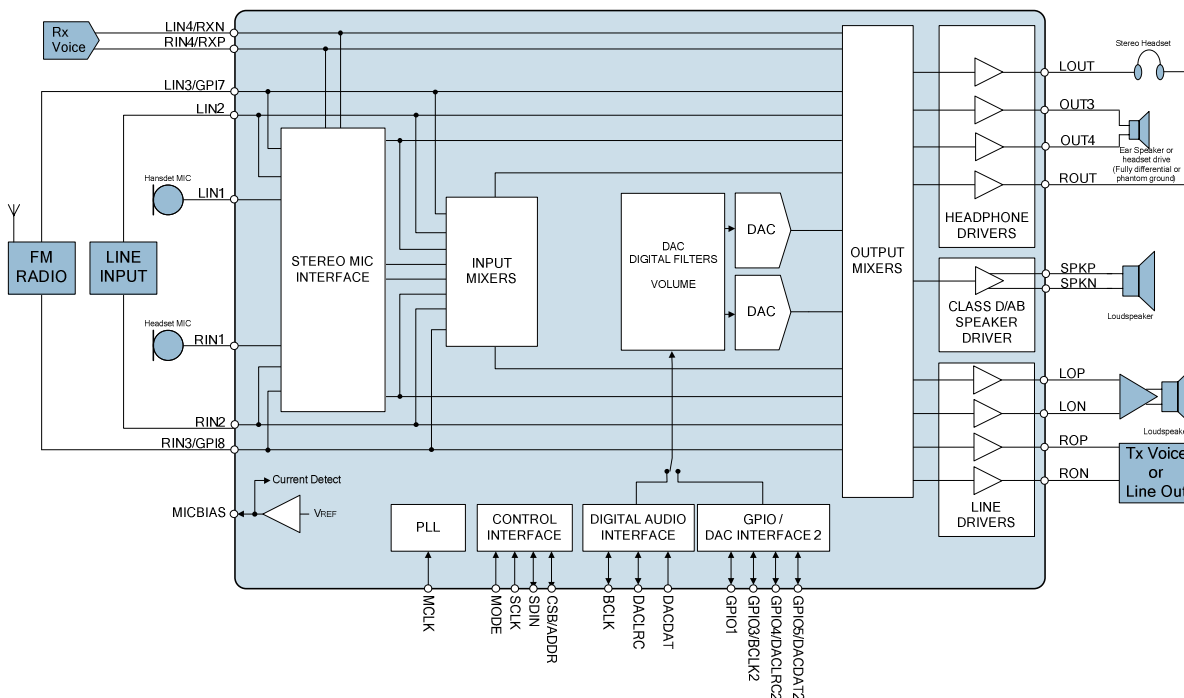 Rx
Voice
LIN4/RXN
RIN4/RXP
LIN3/GPI7
LIN2
Hansdet MIC
LIN1
FM
RADIO
LINE
INPUT
Headset MIC
RIN1
RIN2
RIN3/GPI8
MICBIAS
Current Detect
VREF
STEREO MIC
INTERFACE
INPUT
MIXERS
DAC
DIGITAL FILTERS
VOLUME
DAC
DAC
OUTPUT
MIXERS
HEADPHONE
DRIVERS
CLASS D/AB
SPEAKER
DRIVER
LINE
DRIVERS
Stereo Headset
LOUT
OUT3
OUT4
Ear Speaker or
headset drive
(Fully differential or
phantom ground)
ROUT
SPKP
SPKN
Loudspeaker
LOP
LON
Loudspeake
ROP
RON
Tx Voice
or
Line Out
PLL
CONTROL
INTERFACE
DIGITAL AUDIO
INTERFACE
GPIO /
DAC INTERFACE 2
MCLK
MODE
SCLK
SDIN
CSB/ADDR
BCLK
DACLRC
DACDAT
GPIO1
GPIO3/BCLK2
GPIO4/DACLRC2
GPIO5/DACDAT2